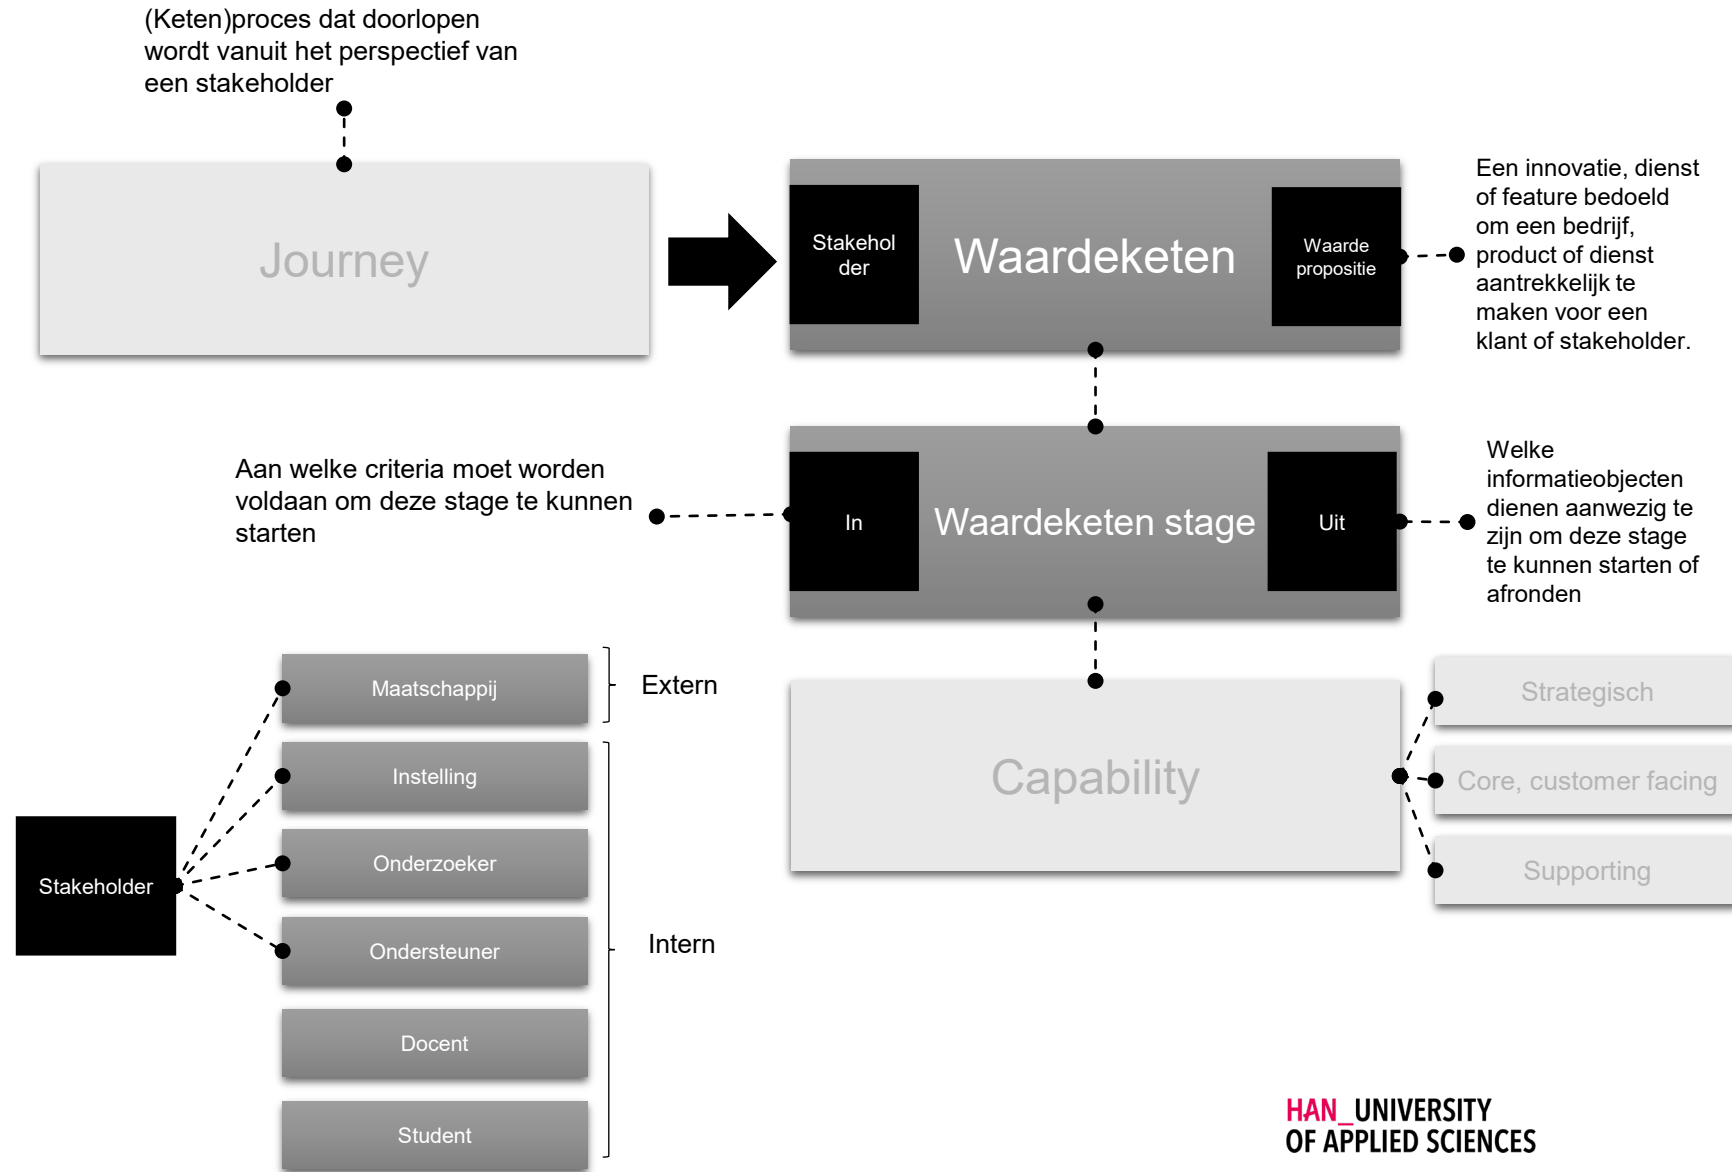 (Keten)proces dat doorlopen
wordt vanuit het perspectief van
een stakeholder
Journey
Stakehol
der
Waardeketen
Waarde
propositie
Een innovatie, dienst
of feature bedoeld
om een bedrijf,
product of dienst
aantrekkelijk te
maken voor een
klant of stakeholder.
Aan welke criteria moet worden
voldaan om deze stage te kunnen
starten
In
Waardeketen stage
Uit
Welke
informatieobjecten
dienen aanwezig te
zijn om deze stage
te kunnen starten of
afronden
Stakeholder
Maatschappij
Extern
Instelling
Onderzoeker
Ondersteuner
Intern
Docent
Student
Capability
Strategisch
Core, customer facing
Supporting
HAN_UNIVERSITY
OF APPLIED SCIENCES